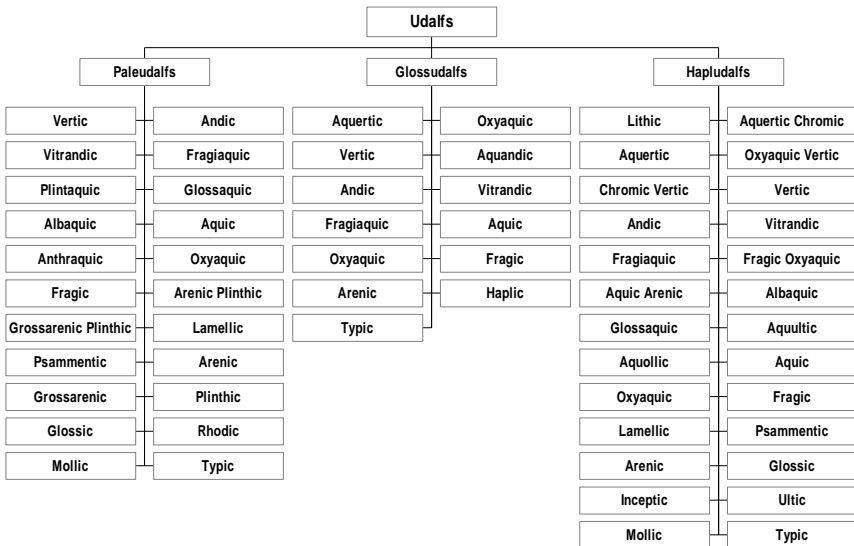 Udalfs
Paleudalfs
Glossudalfs
Hapludalfs
Vertic
Andic
Vitrandic
Fragiaquic
Plintaquic
Glossaquic
Albaquic
Aquic
Anthraquic
Oxyaquic
Fragic
Arenic Plinthic
Grossarenic Plinthic
Lamellic
Psammentic
Arenic
Grossarenic
Plinthic
Glossic
Rhodic
Mollic
Typic
Aquertic
Oxyaquic
Vertic
Aquandic
Andic
Vitrandic
Fragiaquic
Aquic
Oxyaquic
Fragic
Arenic
Haplic
Typic
Lithic
Aquertic Chromic
Aquertic
Oxyaquic Vertic
Chromic Vertic
Vertic
Andic
Vitrandic
Fragiaquic
Fragic Oxyaquic
Aquic Arenic
Albaquic
Glossaquic
Aquultic
Aquollic
Aquic
Oxyaquic
Fragic
Lamellic
Psammentic
Arenic
Glossic
Inceptic
Ultic
Mollic
Typic